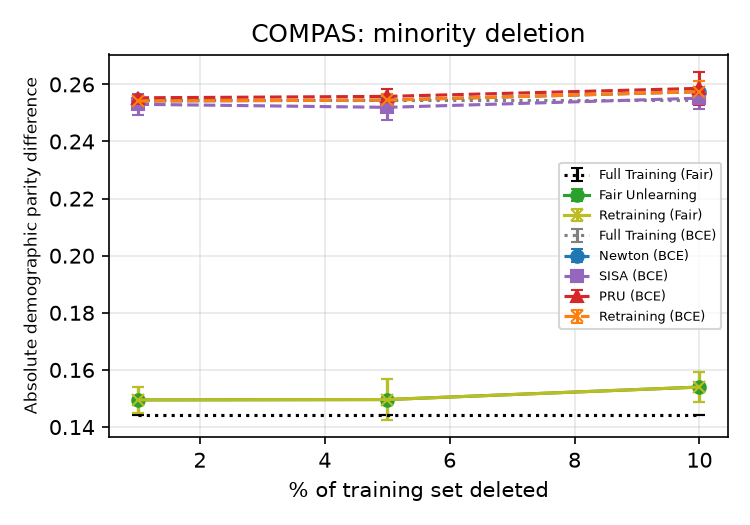 COMPAS: minority deletion
Absolute demographic parity difference
0.26
0.24
0.22
0.20
0.18
0.16
0.14
Full Training (Fair)
Fair Unlearning
Retraining (Fair)
Full Training (BCE)
Newton (BCE)
SISA (BCE)
PRU (BCE)
Retraining (BCE)
2
4
6
8
10
% of training set deleted